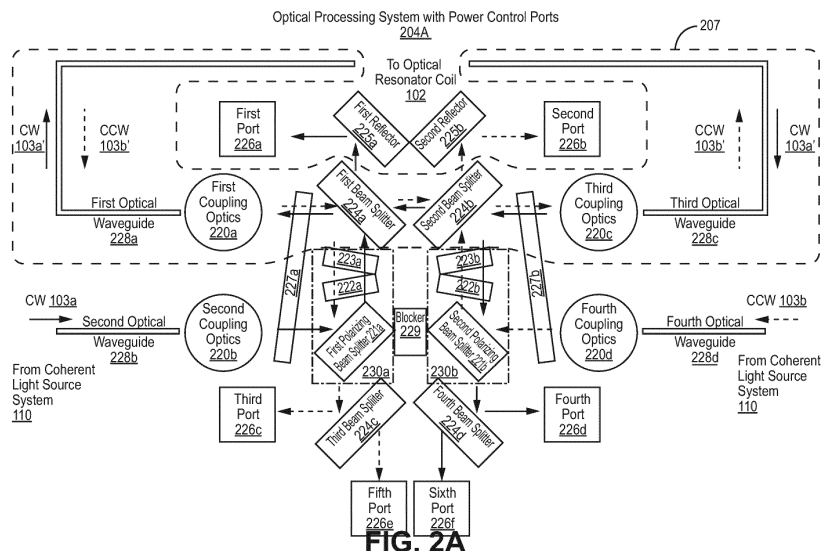 Optical Processing System with Power Control Ports
204A
207
To Optical
Resonator Coil
102
First
Port
226a
First Reflector
225a
Second Reflector
225b
Second
Port
226b
CW
103a'
CCW
103b'
CCW
103b'
CW
103a'
First Optical
Waveguide
228a
First
Coupling
Optics
220a
First Beam Splitter
224a
Second Beam Splitter
224b
Third
Coupling
Optics
220c
Third Optical
Waveguide
228c
227a
223a
222a
223b
222b
227b
CW 103a
Second Optical
Waveguide
228b
Second
Coupling
Optics
220b
First Polarizing
Beam Splitter 221a
Blocker
229
Second Polarizing
Beam Splitter 221b
Fourth
Coupling
Optics
220d
Fourth Optical
Waveguide
228d
CCW 103b
From Coherent
Light Source
System
110
230a
230b
From Coherent
Light Source
System
110
Third
Port
226c
Third Beam Splitter
224c
Fourth Beam Splitter
224d
Fourth
Port
226d
Fifth
Port
226e
Sixth
Port
226f
FIG. 2A